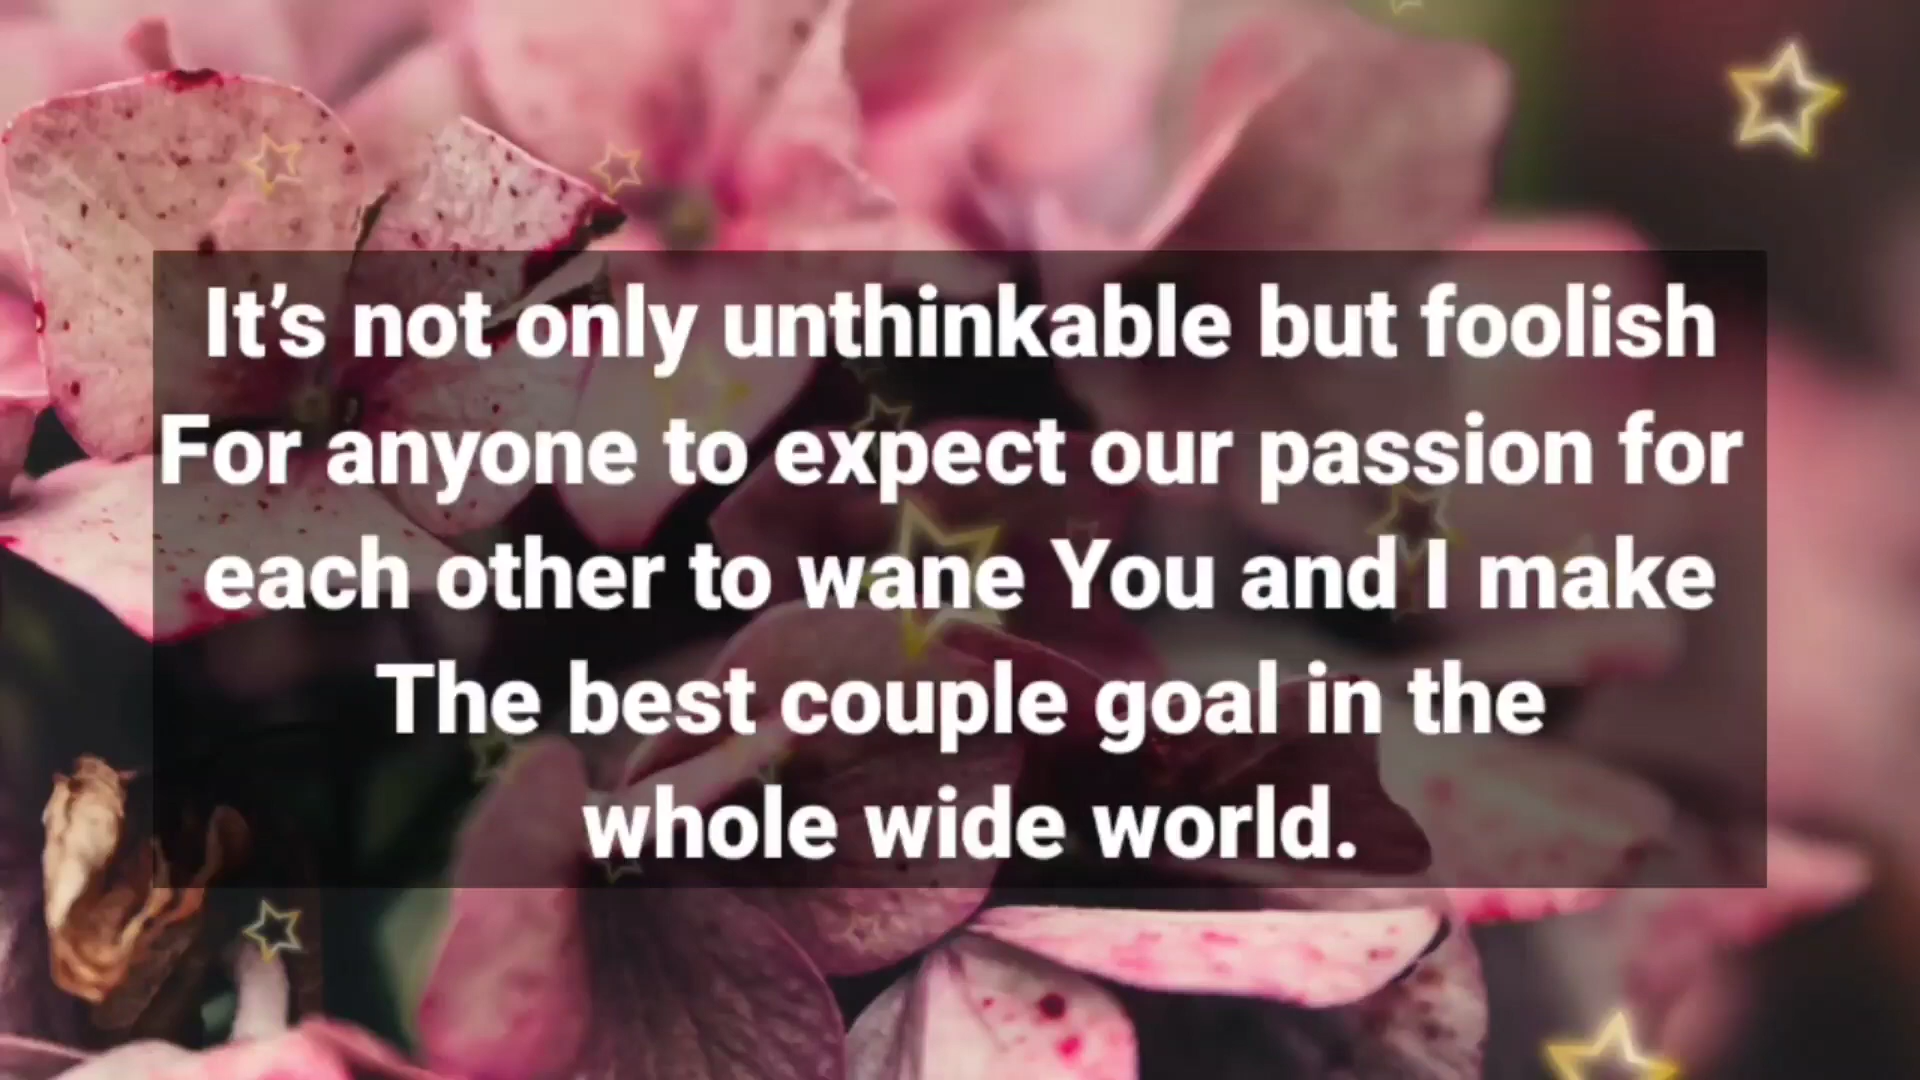 It’s not only unthinkable but foolish
For anyone to expect our passion for
each other to wane You and I make
The best couple goal in the
whole wide world.